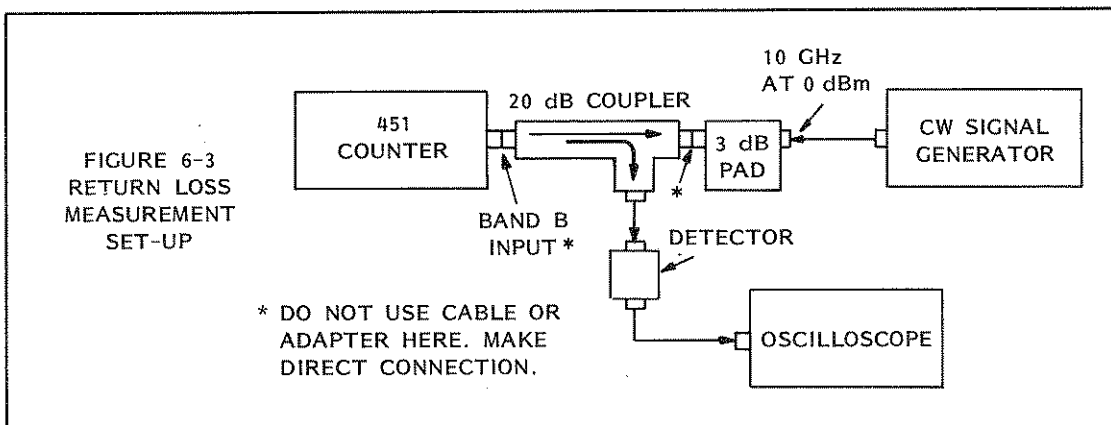 FIGURE 6-3
RETURN LOSS
MEASUREMENT
SET-UP
451
COUNTER
20 dB COUPLER
10 GHz
AT 0 dBm
3 dB
PAD
*
CW SIGNAL
GENERATOR
BAND B
INPUT *
DETECTOR
* DO NOT USE CABLE OR
ADAPTER HERE. MAKE
DIRECT CONNECTION.
OSCILLOSCOPE